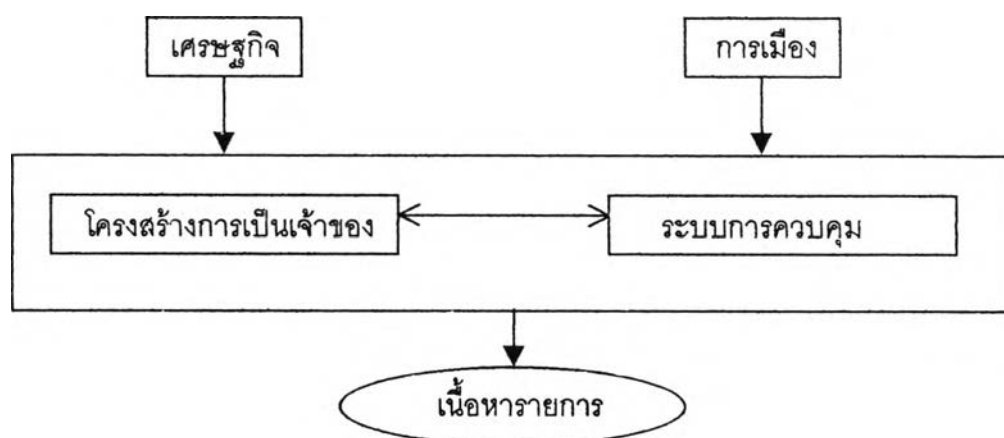 เศรษฐกิจ
การเมือง
โครงสร้างการเป็นเจ้าของ
ระบบการควบคุม
เนื้อหารายการ